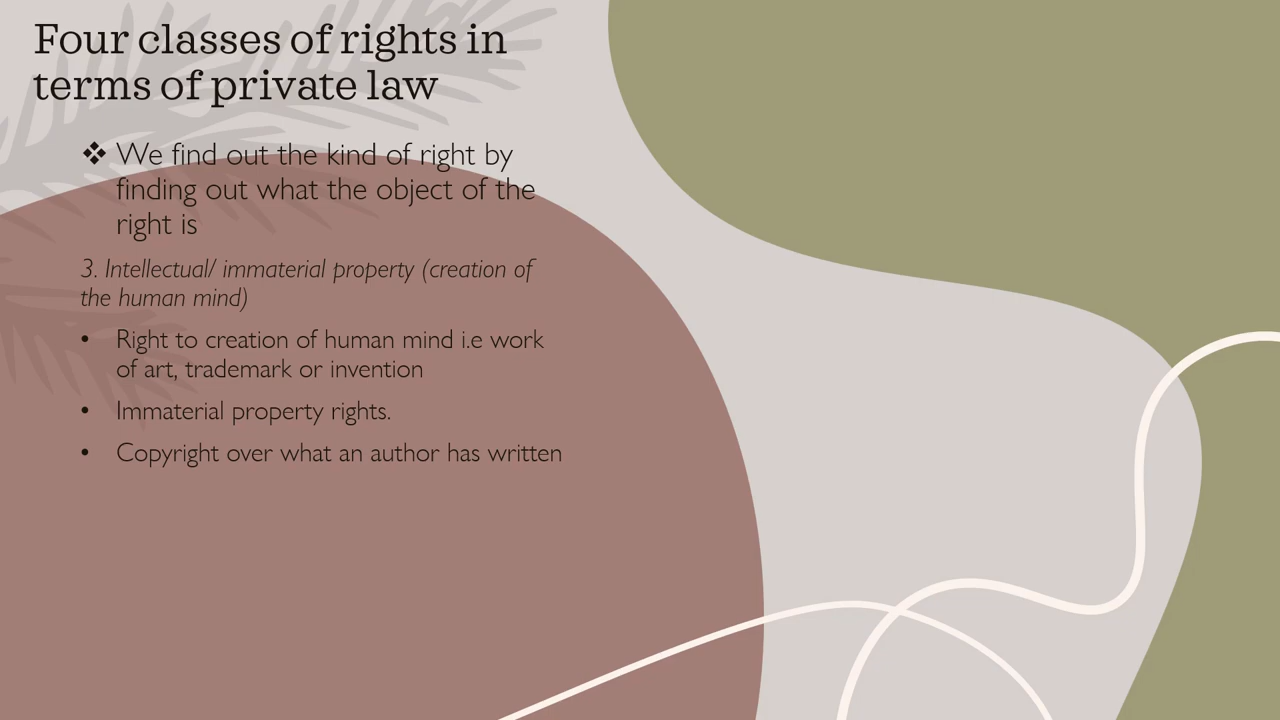 Four classes of rights in
terms of private law
❖ We find out the kind of right by
finding out what the object of the
right is
3. Intellectual/ immaterial property (creation of
the human mind)
• Right to creation of human mind i.e work
of art, trademark or invention
• Immaterial property rights.
• Copyright over what an author has written